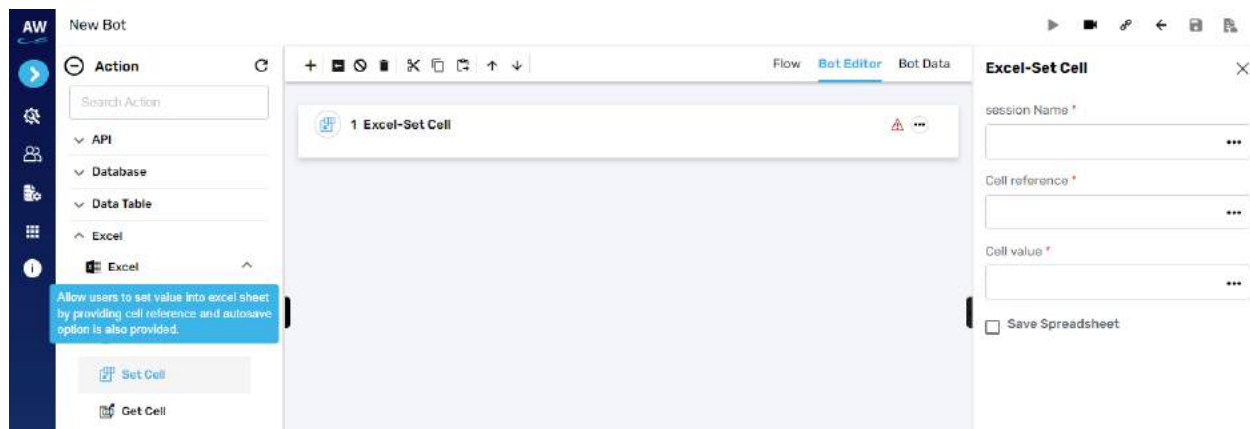 AW
New Bot
Action
Search Action
API
Database
Data Table
Excel
Excel
Allow users to set value into excel sheet
by providing cell reference and autosave
option is also provided.
Set Cell
Get Cell
Flow Bot Editor Bot Data
1 Excel-Set Cell
Excel-Set Cell
session Name *
Cell reference *
Cell value *
Save Spreadsheet